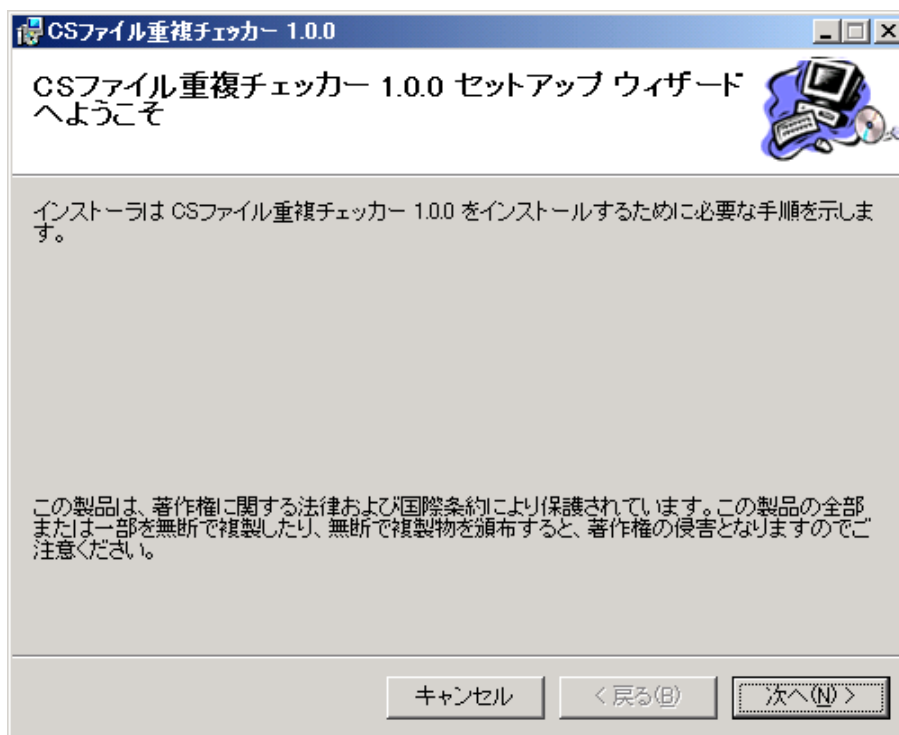 CSファイル重複チェッカー 1.0.0
CSファイル重複チェッカー 1.0.0 セットアップ ウィザード
へようこそ
インストーラは CSファイル重複チェッカー 1.0.0 をインストールするために必要な手順を示しま
す。
この製品は、著作権に関する法律および国際条約により保護されています。この製品の全部
または一部を無断で複製したり、無断で複製物を頒布すると、著作権の侵害となりますのでご
注意ください。
キャンセル
< 戻る(B)
次へ(N) >